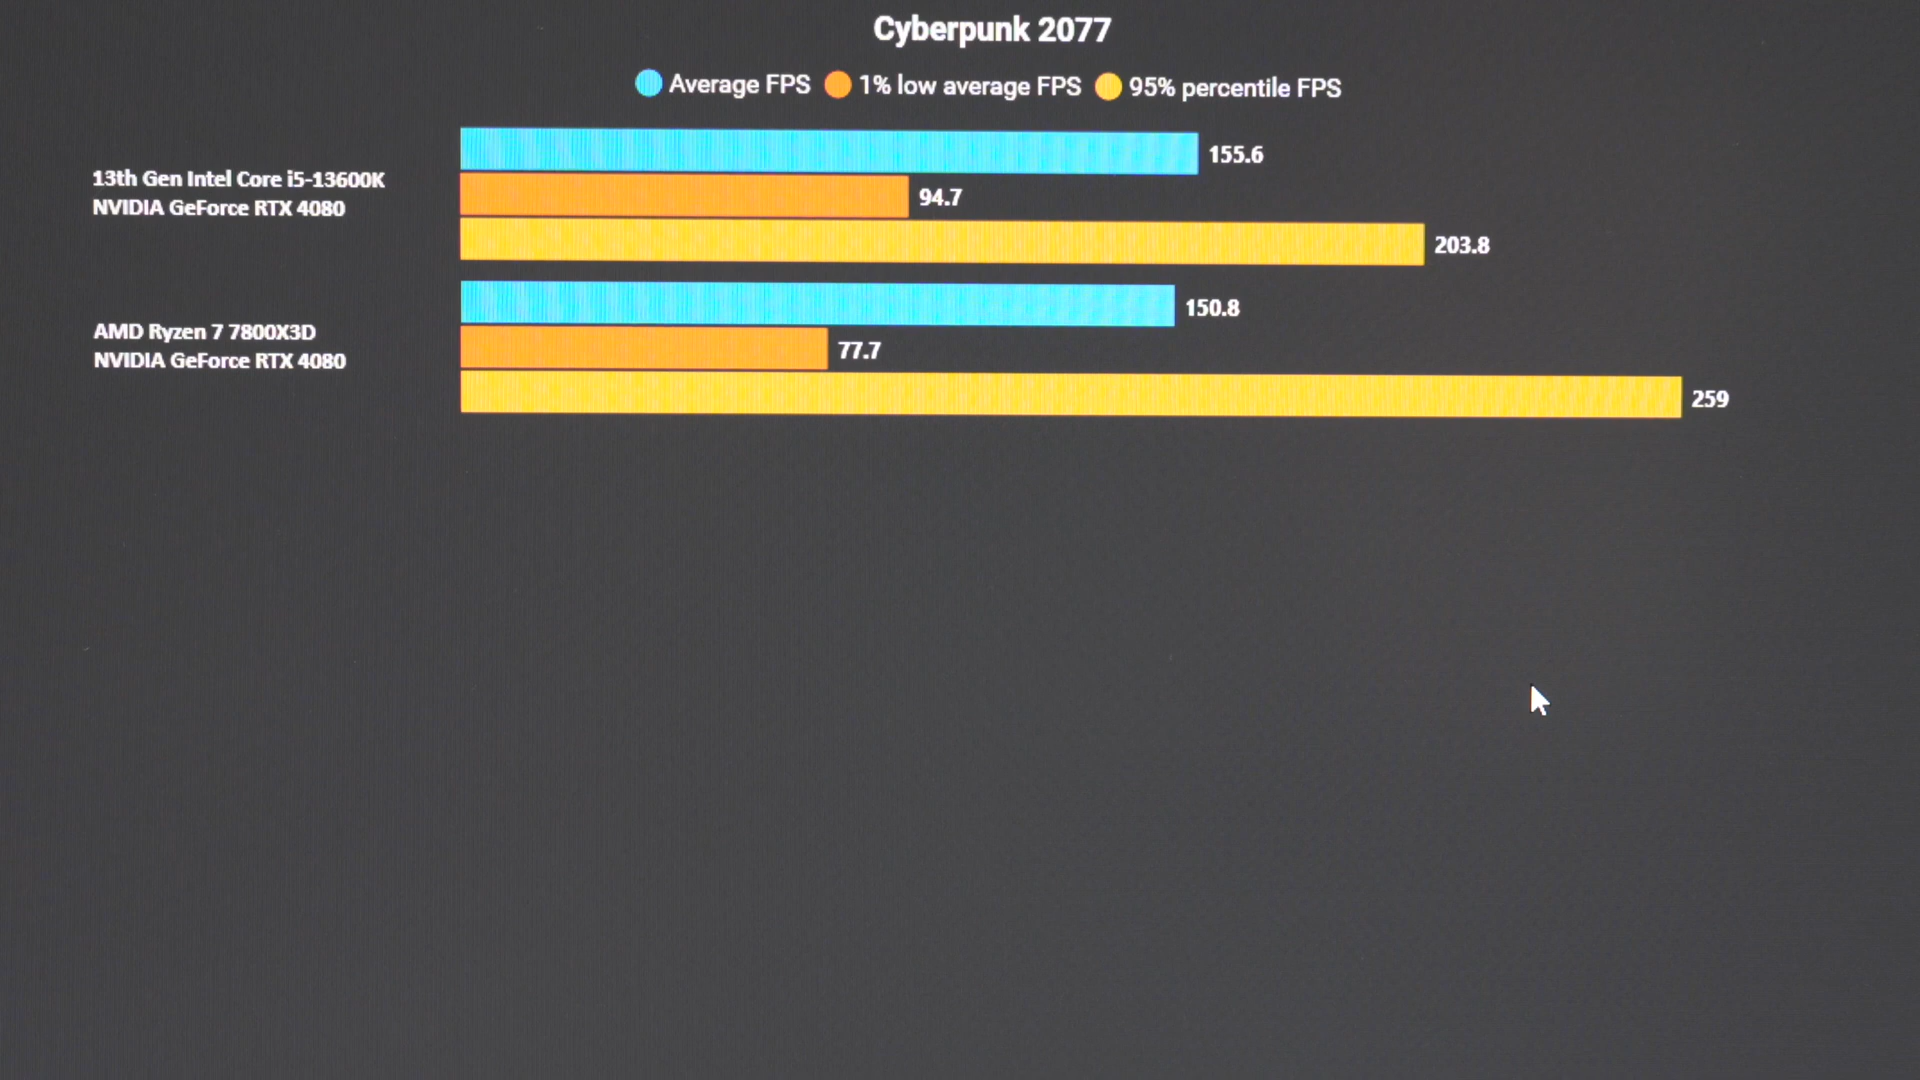 Cyberpunk 2077
Average FPS 1% low average FPS 95% percentile FPS
13th Gen Intel Core i5-13600K
NVIDIA GeForce RTX 4080
155.6
94.7
203.8
AMD Ryzen 7 7800X3D
NVIDIA GeForce RTX 4080
150.8
77.7
259